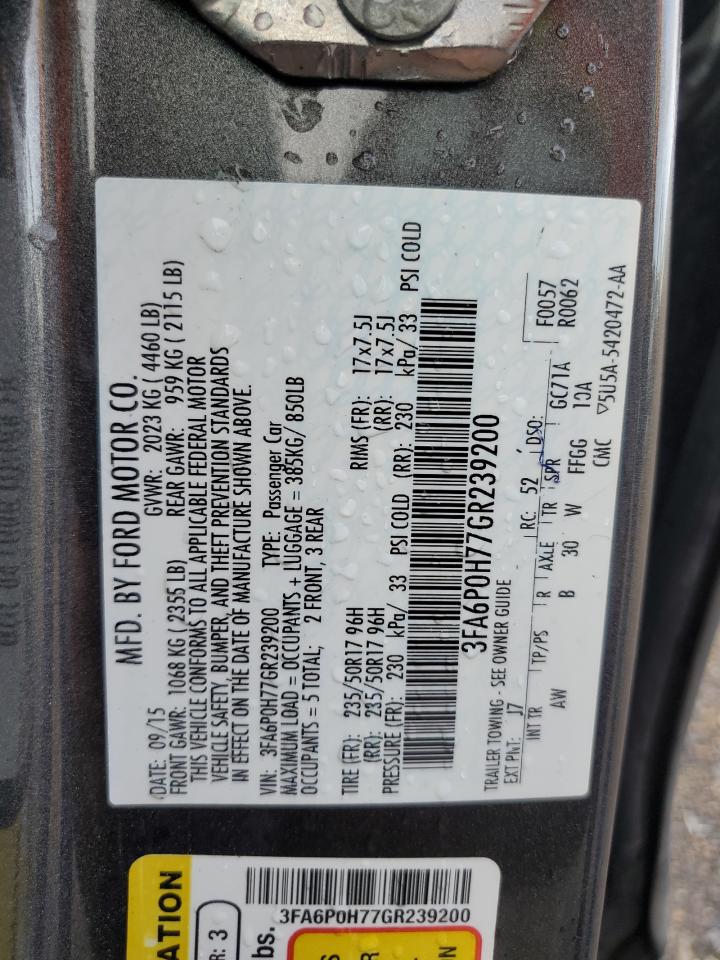 MFD. BY FORD MOTOR CO.
DATE: 09/15 GVWR: 2023 KG ( 4460 LB)
FRONT GAWR: 1068 KG ( 2355 LB) REAR GAWR: 959 KG ( 2115 LB)
THIS VEHICLE CONFORMS TO ALL APPLICABLE FEDERAL MOTOR
VEHICLE SAFETY, BUMPER, AND THEFT PREVENTION STANDARDS
IN EFFECT ON THE DATE OF MANUFACTURE SHOWN ABOVE.
VIN: 3FA6P0H77GR239200 TYPE: Passenger Car
MAXIMUM LOAD = OCCUPANTS + LUGGAGE = 385KG/ 850LB
OCCUPANTS = 5 TOTAL; 2 FRONT, 3 REAR
TIRE (FR): 235/50R17 96H RIMS (FR): 17x7.5J
(RR): 235/50R17 96H (RR): 17x7.5J
PRESSURE (FR): 230 kPa/ 33 PSI COLD (RR): 230 kPa/ 33 PSI COLD
3FA6P0H77GR239200
TRAILER TOWING - SEE OWNER GUIDE
EXT PNT: J7 RC: 52 DSO: F0057
R0062
INT TR TP/PS R AXLE TR SPR GC71A
AW B 30 W FFGG 10A
CMC
▽5U5A-5420472-AA
ATION
R: 3
bs.
3FA6P0H77GR239200
S
R
N